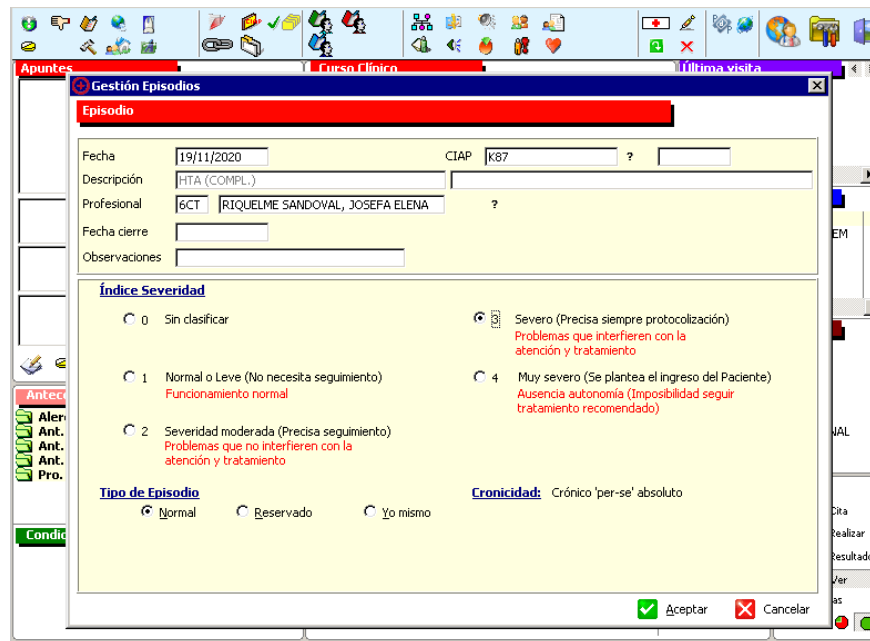 Apuntes
Curso Clínico
Última visita
Gestión Episodios
Episodio
Fecha 19/11/2020 CIAP K87 ?
Descripción HTA (COMPL.)
Profesional 6CT RIQUELME SANDOVAL, JOSEFA ELENA ?
Fecha cierre
Observaciones
EM
Índice Severidad
0 Sin clasificar
3 Severo (Precisa siempre protocolización)
Problemas que interfieren con la
atención y tratamiento
1 Normal o Leve (No necesita seguimiento)
Funcionamiento normal
4 Muy severo (Se plantea el ingreso del Paciente)
Ausencia autonomía (Imposibilidad seguir
tratamiento recomendado)
2 Severidad moderada (Precisa seguimiento)
Problemas que no interfieren con la
atención y tratamiento
Tipo de Episodio
Normal Reservado Yo mismo
Cronicidad: Crónico 'per-se' absoluto
Aceptar Cancelar
Antec
Aler
Ant.
Ant.
Ant.
Pro.
Condic
NAL
Cita
Realizar
Resultado
Ver
as